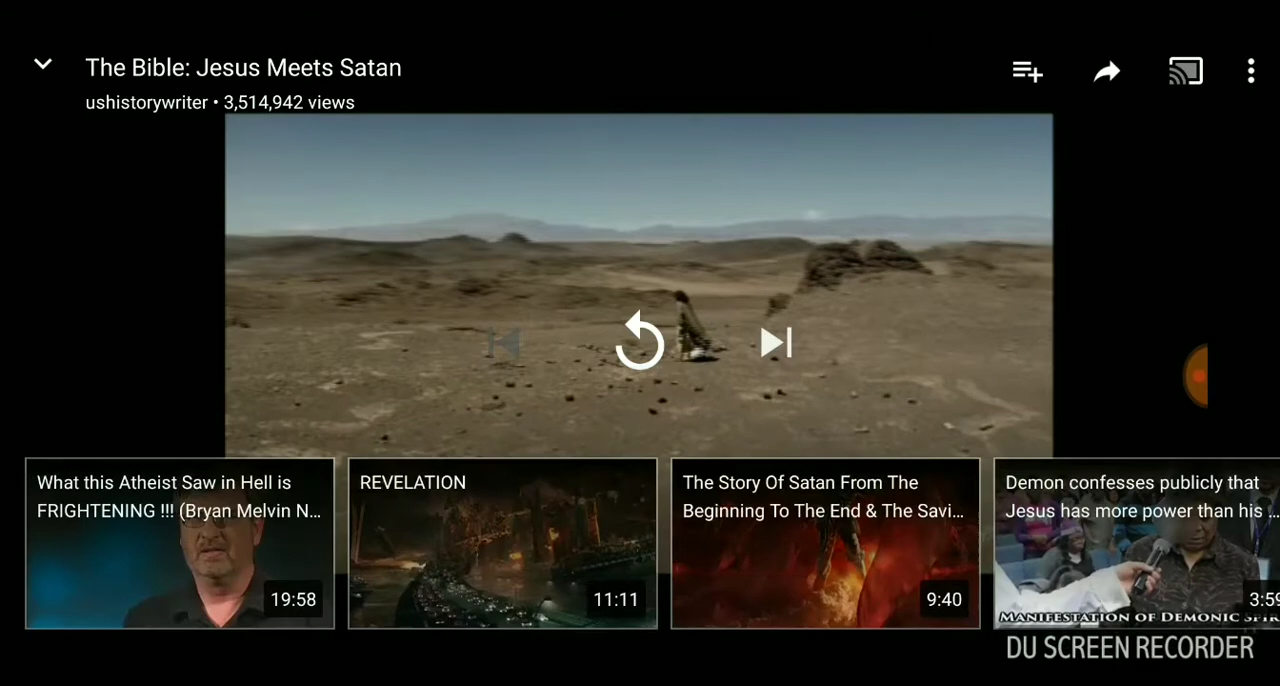 The Bible: Jesus Meets Satan
ushistorywriter • 3,514,942 views
What this Atheist Saw in Hell is
FRIGHTENING !!! (Bryan Melvin N...
19:58
REVELATION
11:11
The Story Of Satan From The
Beginning To The End & The Savi...
9:40
Demon confesses publicly that
Jesus has more power than his ...
3:59
MANIFESTATION OF DEMONIC
DU SCREEN RECORDER